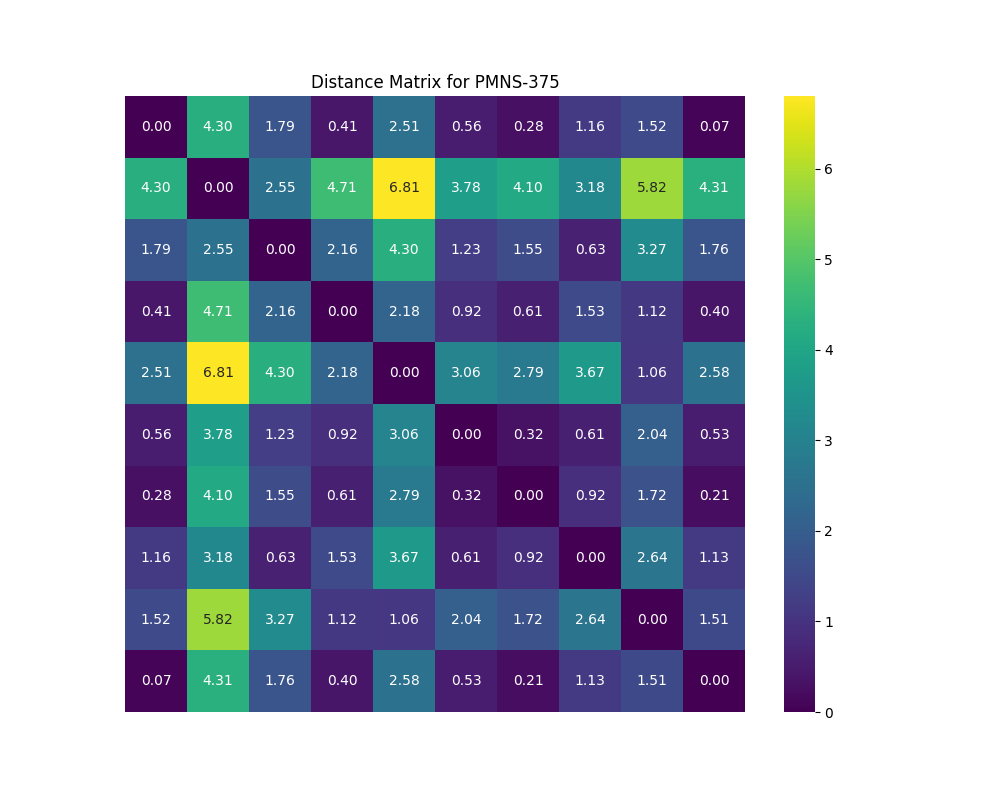 Distance Matrix for PMNS-375
0.00 4.30 1.79 0.41 2.51 0.56 0.28 1.16 1.52 0.07
4.30 0.00 2.55 4.71 6.81 3.78 4.10 3.18 5.82 4.31
1.79 2.55 0.00 2.16 4.30 1.23 1.55 0.63 3.27 1.76
0.41 4.71 2.16 0.00 2.18 0.92 0.61 1.53 1.12 0.40
2.51 6.81 4.30 2.18 0.00 3.06 2.79 3.67 1.06 2.58
0.56 3.78 1.23 0.92 3.06 0.00 0.32 0.61 2.04 0.53
0.28 4.10 1.55 0.61 2.79 0.32 0.00 0.92 1.72 0.21
1.16 3.18 0.63 1.53 3.67 0.61 0.92 0.00 2.64 1.13
1.52 5.82 3.27 1.12 1.06 2.04 1.72 2.64 0.00 1.51
0.07 4.31 1.76 0.40 2.58 0.53 0.21 1.13 1.51 0.00
6
5
4
3
2
1
0